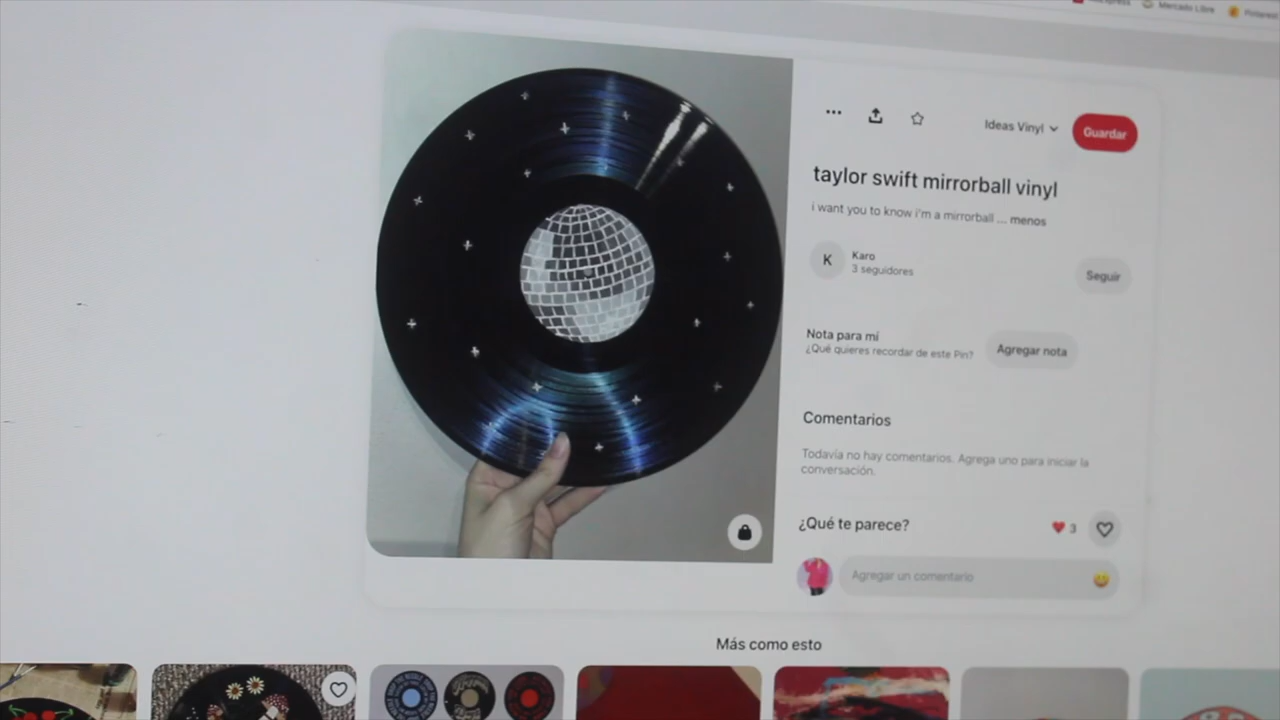 Mercado Libre
Pinterest
Ideas Vinyl
Guardar
taylor swift mirrorball vinyl
i want you to know i'm a mirrorball ... menos
K
Karo
3 seguidores
Seguir
Nota para mí
¿Qué quieres recordar de este Pin?
Agregar nota
Comentarios
Todavía no hay comentarios. Agrega uno para iniciar la
conversación.
¿Qué te parece?
3
Agregar un comentario
Más como esto